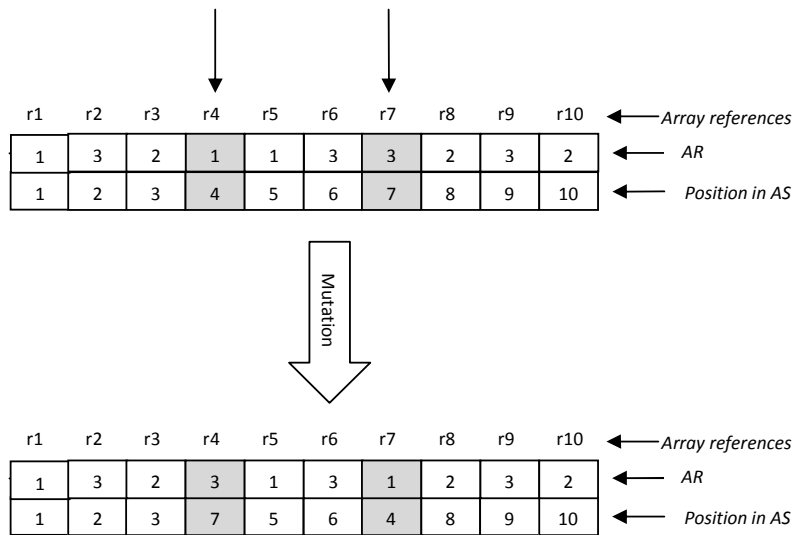 r1 r2 r3 r4 r5 r6 r7 r8 r9 r10 Array references
1 3 2 1 1 3 3 2 3 2 AR
1 2 3 4 5 6 7 8 9 10 Position in AS
Mutation
r1 r2 r3 r4 r5 r6 r7 r8 r9 r10 Array references
1 3 2 3 1 3 1 2 3 2 AR
1 2 3 7 5 6 4 8 9 10 Position in AS